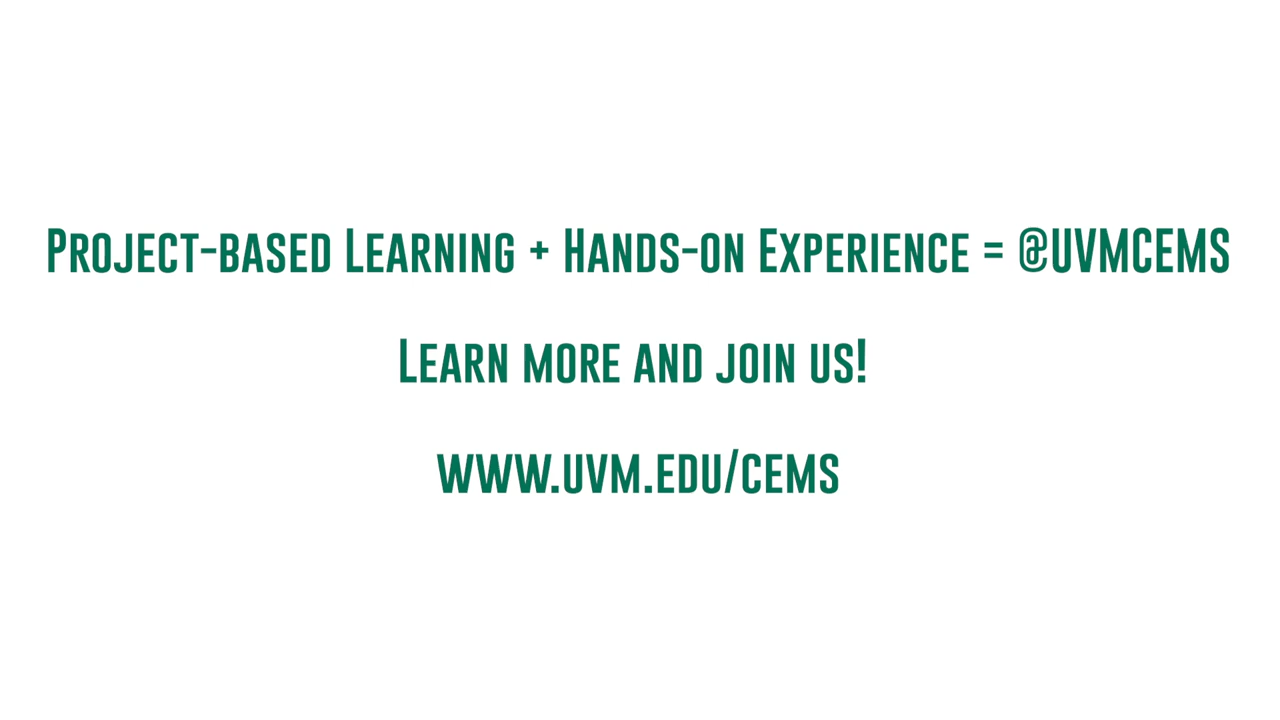 Project-based Learning + Hands-on Experience = @UVMCEMS
Learn more and join us!
www.uvm.edu/cems